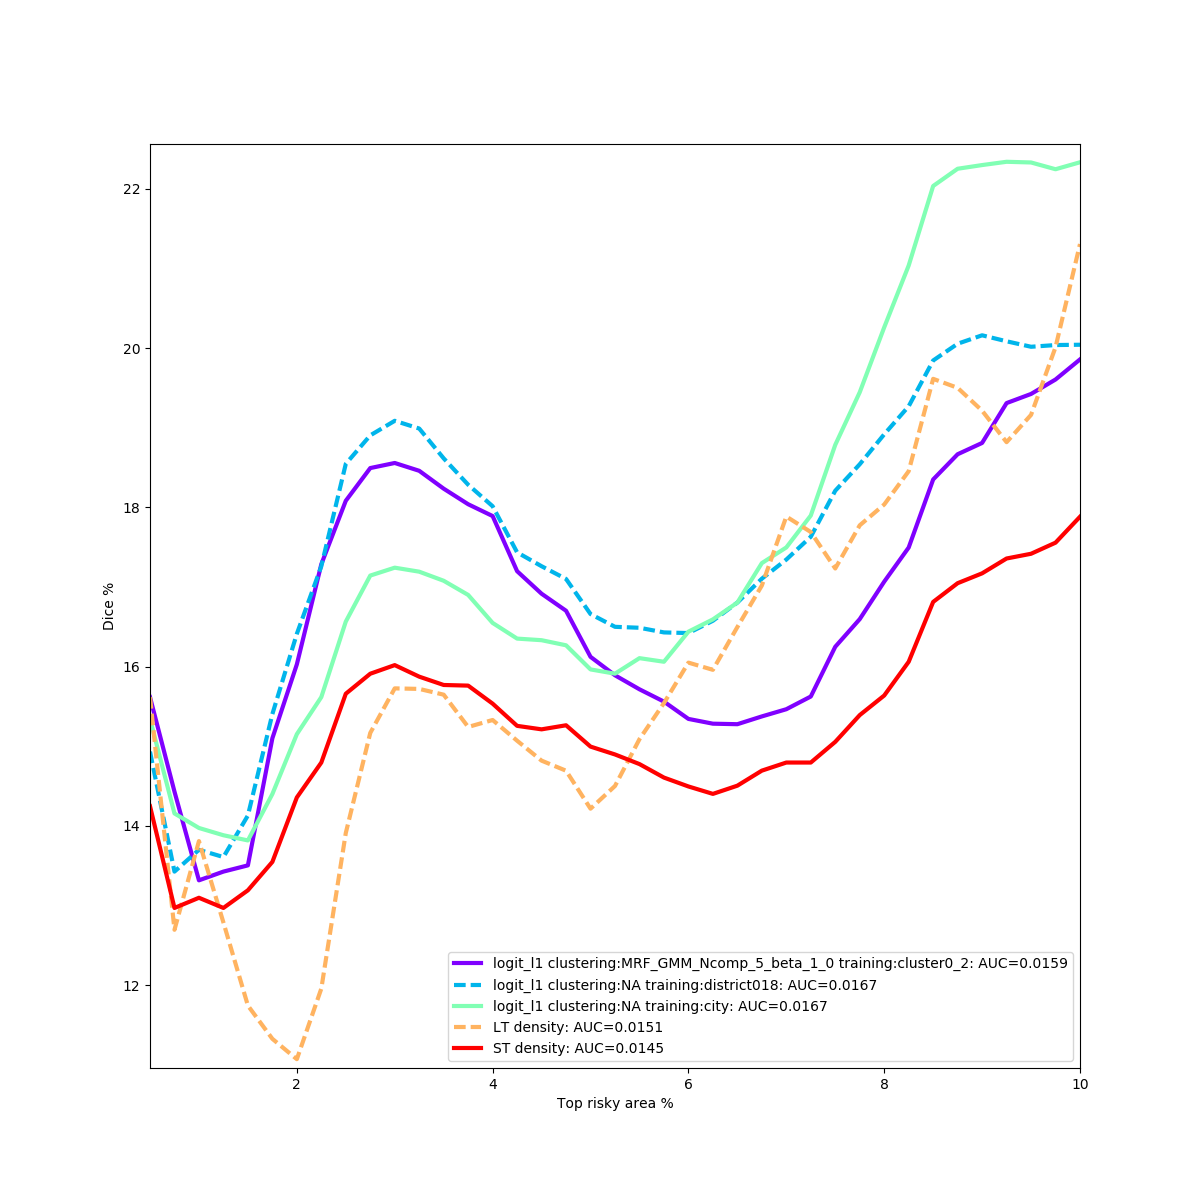 22
20
18
16
14
12
Dice %
logit_l1 clustering:MRF_GMM_Ncomp_5_beta_1_0 training:cluster0_2: AUC=0.0159
logit_l1 clustering:NA training:district018: AUC=0.0167
logit_l1 clustering:NA training:city: AUC=0.0167
LT density: AUC=0.0151
ST density: AUC=0.0145
2 4 6 8 10
Top risky area %